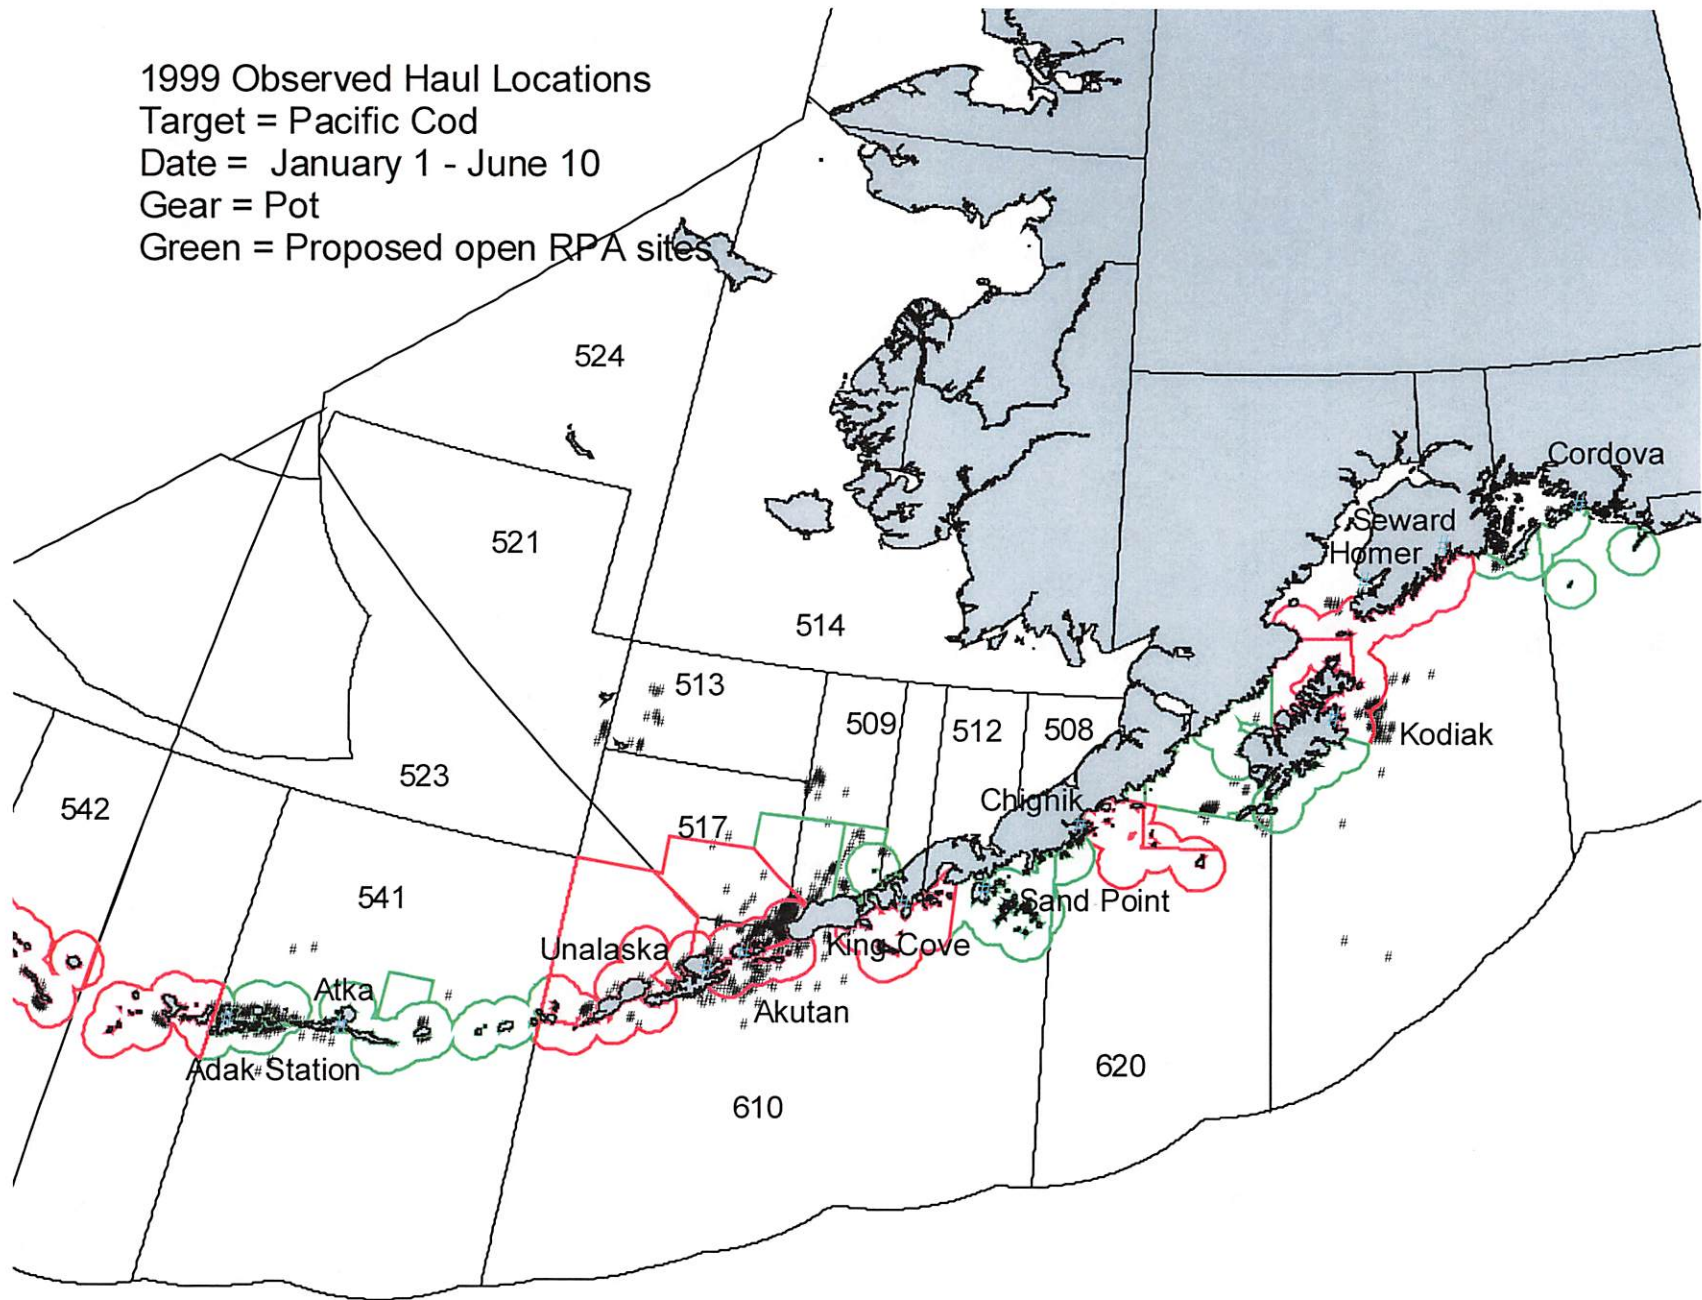 1999 Observed Haul Locations
Target = Pacific Cod
Date = January 1 - June 10
Gear = Pot
Green = Proposed open RPA sites
524
Cordova
521
Seward
Homer
514
513
509
512
508
Kodiak
523
542
Chignik
517
541
Sand Point
Unalaska
King Cove
Atka
Akutan
Adak Station
620
610